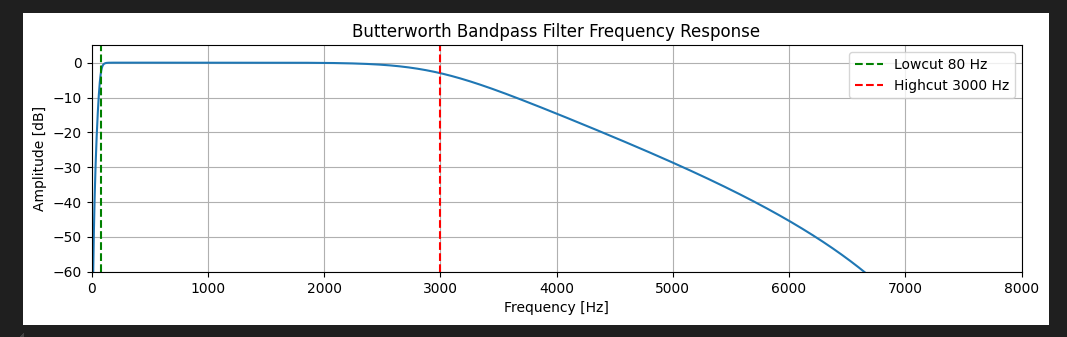 Butterworth Bandpass Filter Frequency Response
Lowcut 80 Hz
Highcut 3000 Hz
Amplitude [dB]
0
−10
−20
−30
−40
−50
−60
0 1000 2000 3000 4000 5000 6000 7000 8000
Frequency [Hz]